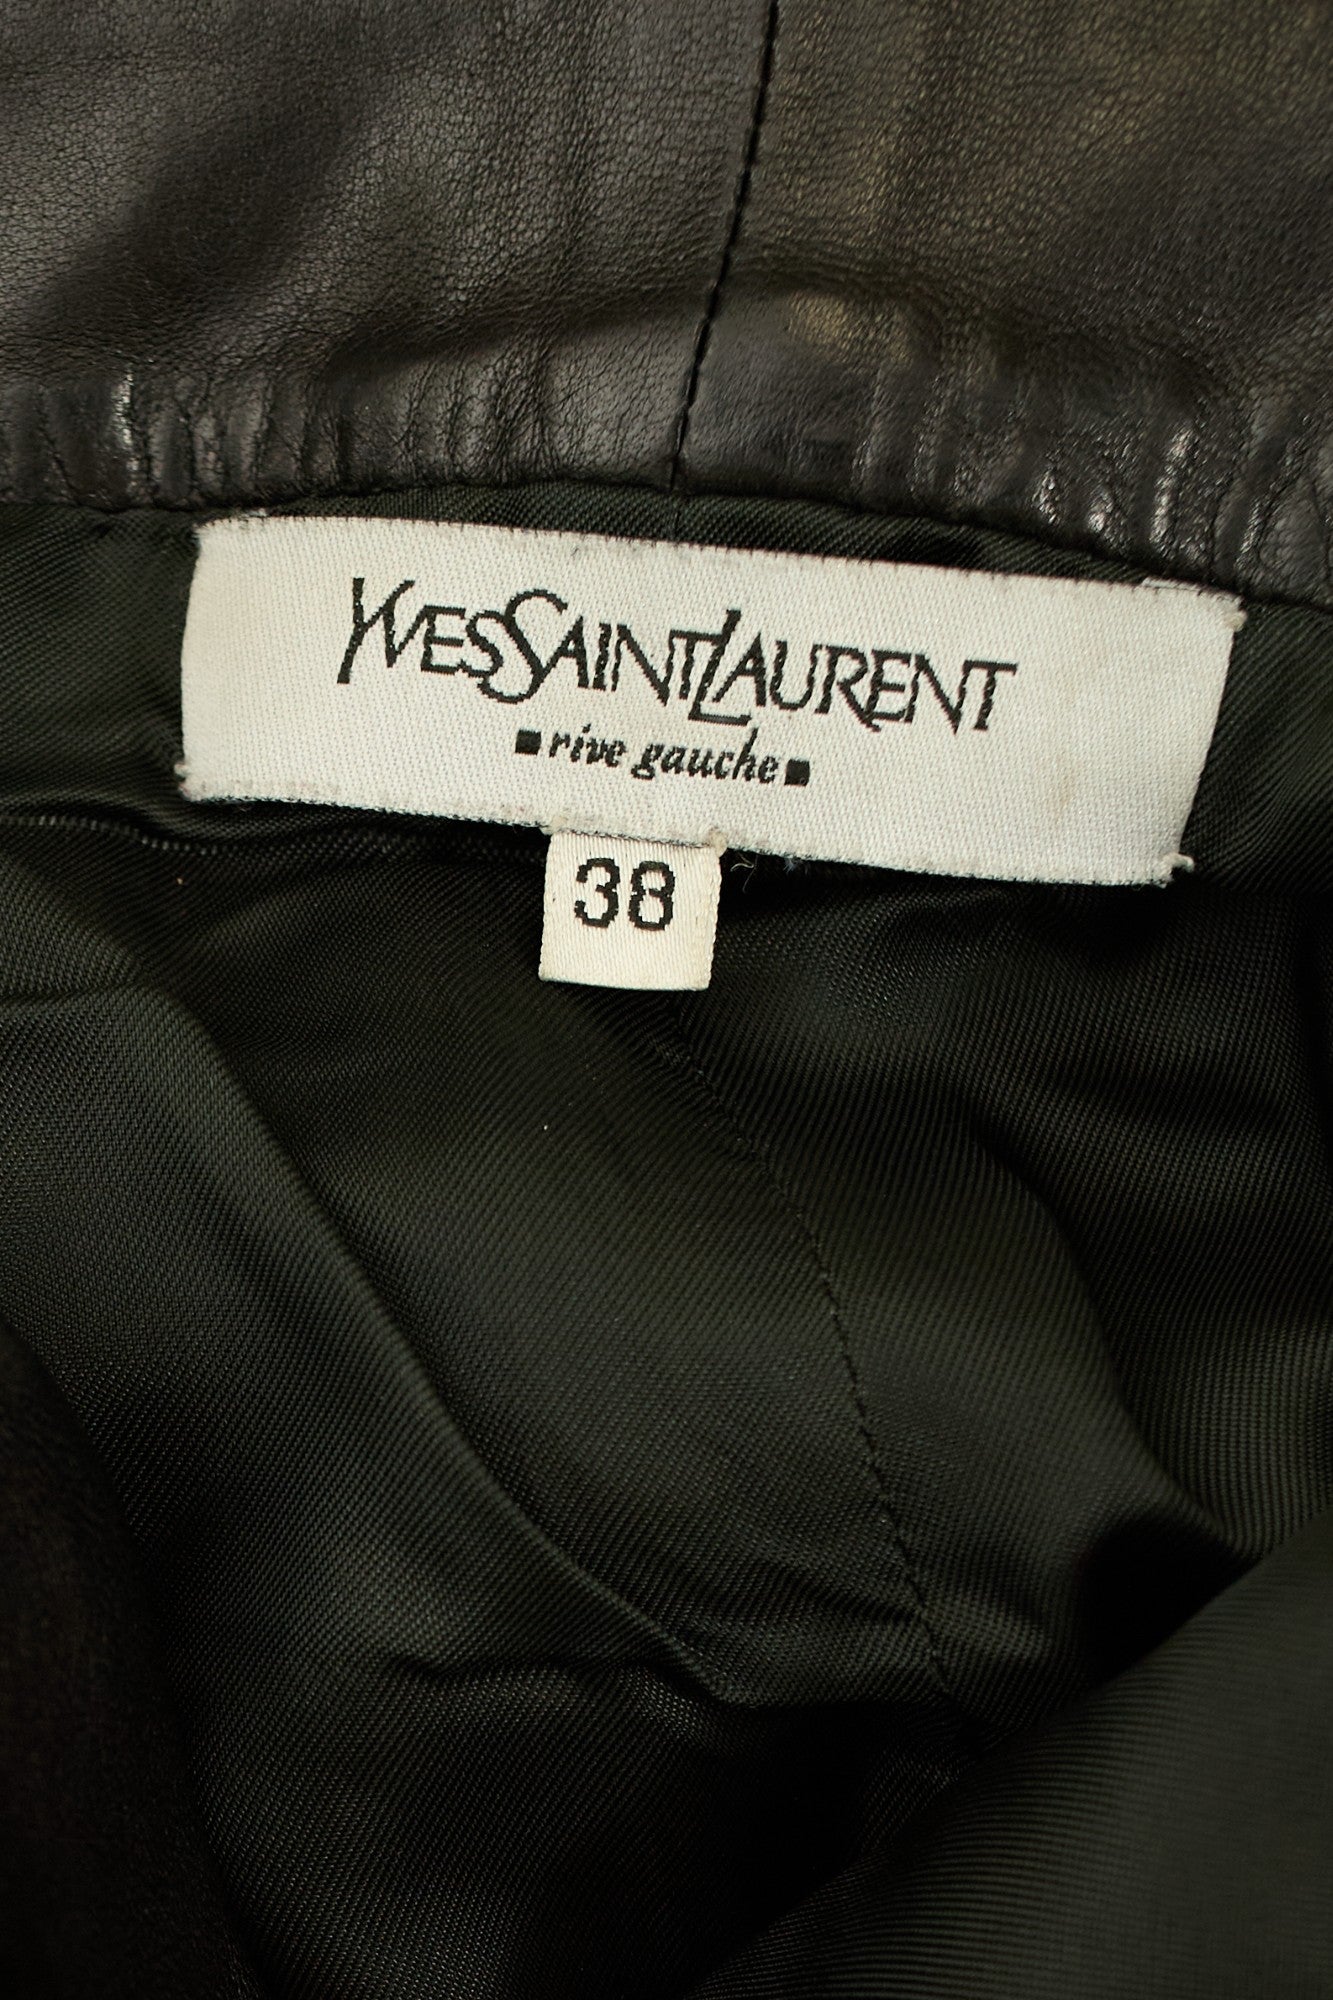 YVESSAINTLAURENT
▪rive gauche▪
38